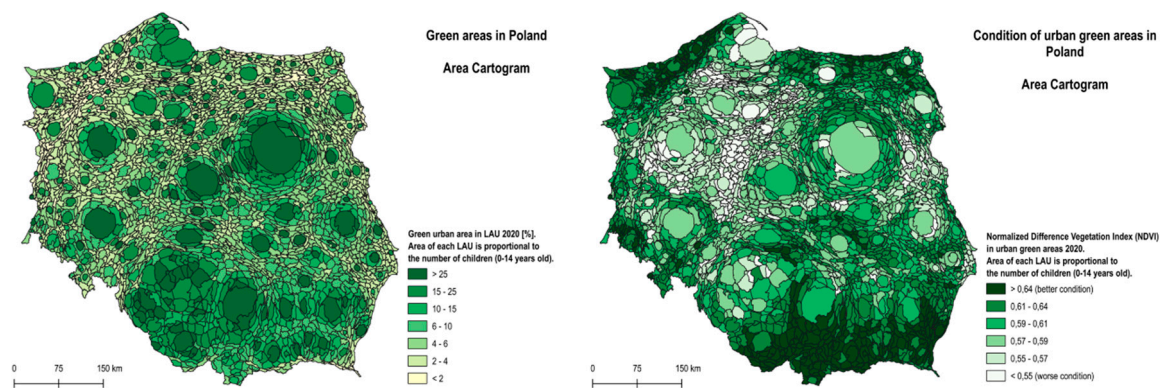 Green areas in Poland
Area Cartogram
Green urban area in LAU 2020 [%].
Area of each LAU is proportional to
the number of children (0-14 years old).
> 25
15 - 25
10 - 15
6 - 10
4 - 6
2 - 4
< 2
0 75 150 km
Condition of urban green areas in
Poland
Area Cartogram
Normalized Difference Vegetation Index (NDVI)
in urban green areas 2020.
Area of each LAU is proportional to
the number of children (0-14 years old).
> 0,64 (better condition)
0,61 - 0,64
0,59 - 0,61
0,57 - 0,59
0,55 - 0,57
< 0,55 (worse condition)
0 75 150 km